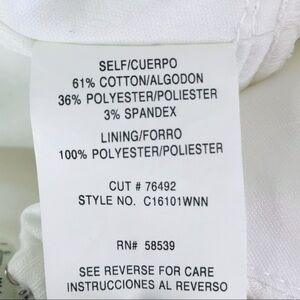 SELF/CUERPO
61% COTTON/ALGODON
36% POLYESTER/POLIESTER
3% SPANDEX
LINING/FORRO
100% POLYESTER/POLIESTER
CUT # 76492
STYLE NO. C16101WNN
RN# 58539
SEE REVERSE FOR CARE
INSTRUCCIONES AL REVERSO